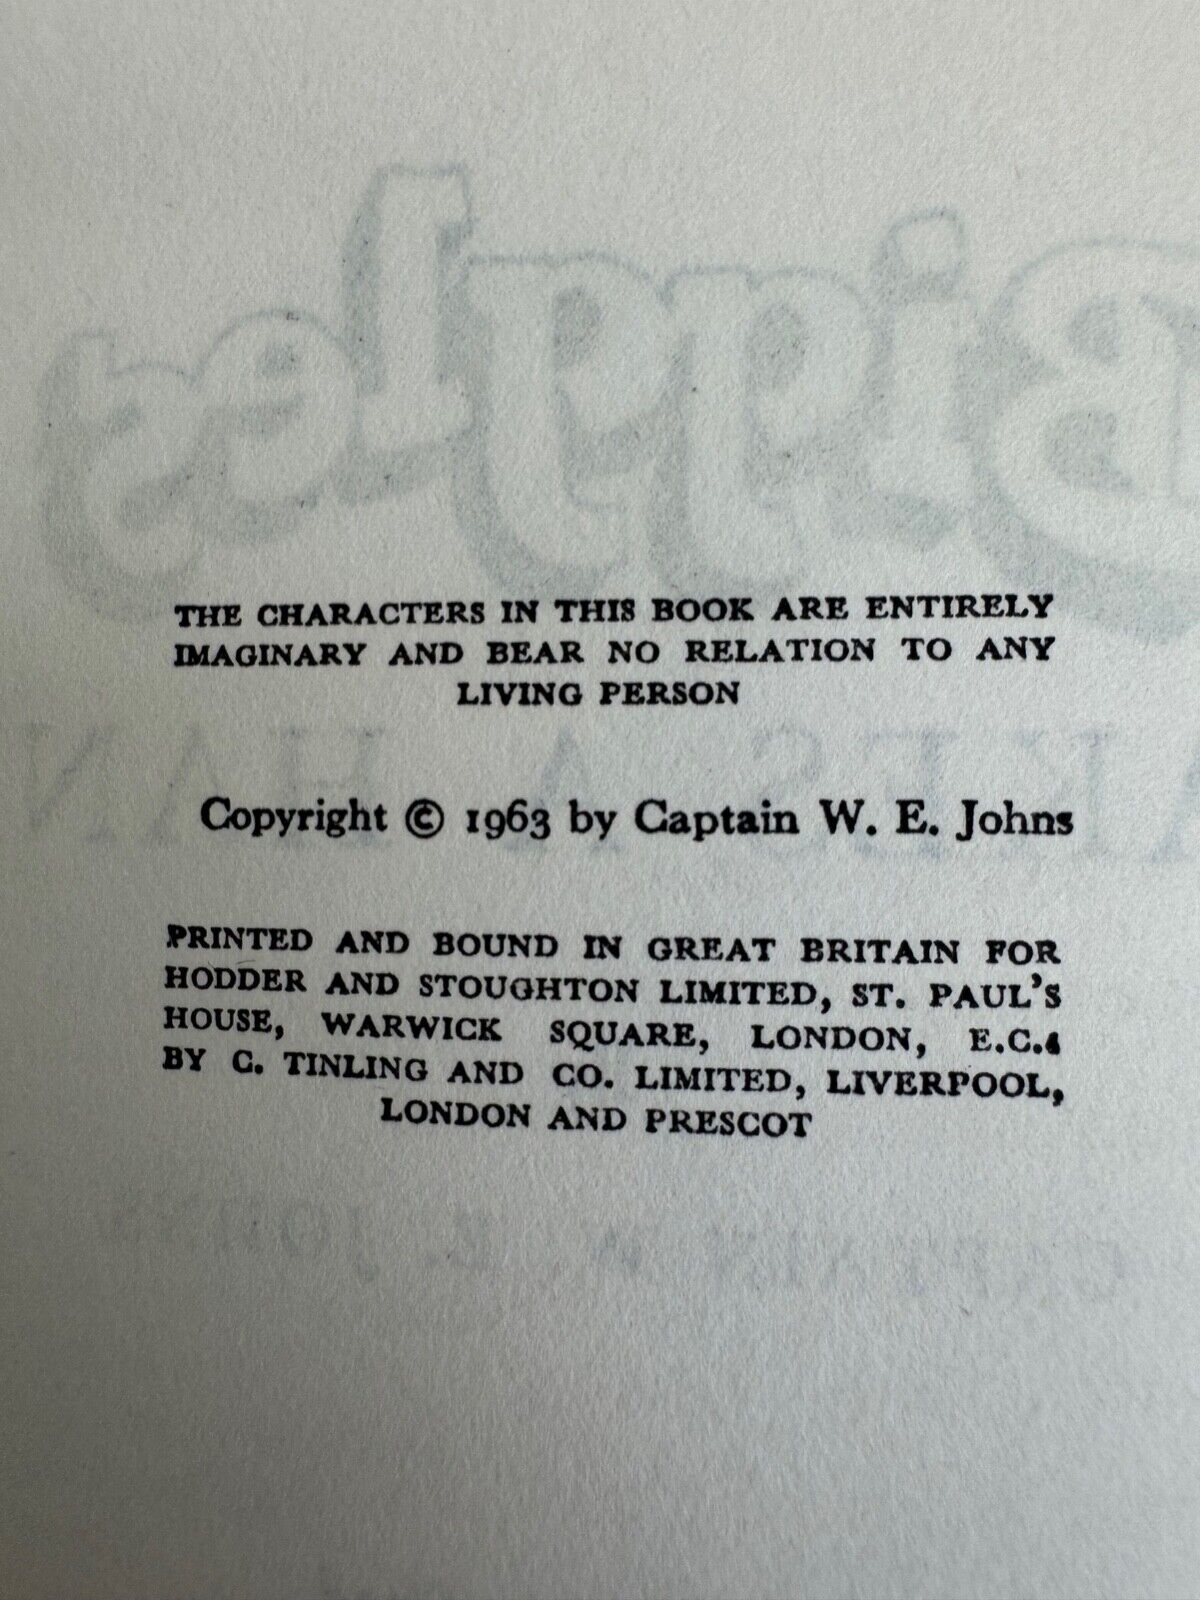 Biggles
THE CHARACTERS IN THIS BOOK ARE ENTIRELY
IMAGINARY AND BEAR NO RELATION TO ANY
LIVING PERSON
Copyright © 1963 by Captain W. E. Johns
PRINTED AND BOUND IN GREAT BRITAIN FOR
HODDER AND STOUGHTON LIMITED, ST. PAUL'S
HOUSE, WARWICK SQUARE, LONDON, E.C.4
BY C. TINLING AND CO. LIMITED, LIVERPOOL,
LONDON AND PRESCOT